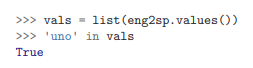 >>> vals = list(eng2sp.values())
>>> 'uno' in vals
True